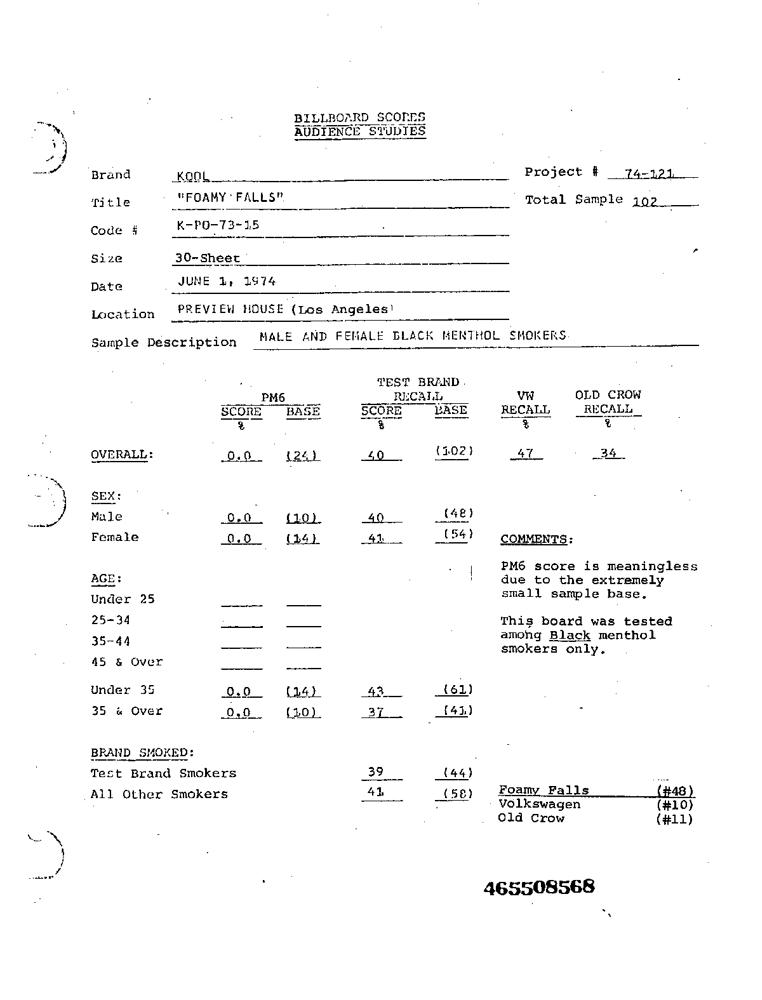 BILLBOARD SCORES
AUDIENCE STUDIES
Brand KOOL Project # 74-121
Title "FOAMY FALLS" Total Sample 102
Code # K-PO-73-15
Size 30-Sheet
Date JUNE 1, 1974
Location PREVIEW HOUSE (Los Angeles)
Sample Description MALE AND FEMALE BLACK MENTHOL SMOKERS
TEST BRAND
PM6 RECALL VW OLD CROW
SCORE BASE SCORE BASE RECALL RECALL
% % % %
OVERALL: 0.0 (24) 40 (102) 47 34
SEX:
Male 0.0 (10) 40 (48)
Female 0.0 (14) 41 (54) COMMENTS:
PM6 score is meaningless
AGE: due to the extremely
Under 25 small sample base.
25-34 This board was tested
35-44 among Black menthol
smokers only.
45 & Over
Under 35 0.0 (14) 43 (61)
35 & Over 0.0 (10) 37 (41)
BRAND SMOKED:
Test Brand Smokers 39 (44)
All Other Smokers 41 (58) Foamy Falls (#48)
Volkswagen (#10)
Old Crow (#11)
465508568